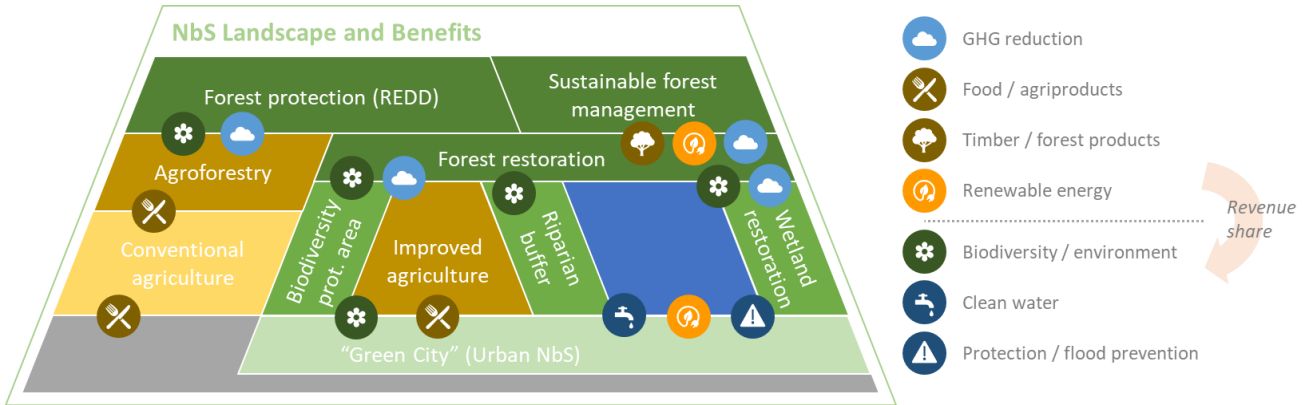 NbS Landscape and Benefits
Forest protection (REDD)
Sustainable forest
management
Agroforestry
Forest restoration
Conventional
agriculture
Biodiversity
prot. area
Improved
agriculture
Riparian
buffer
Wetland
restoration
“Green City” (Urban NbS)
GHG reduction
Food / agriproducts
Timber / forest products
Renewable energy
Biodiversity / environment
Clean water
Protection / flood prevention
Revenue
share